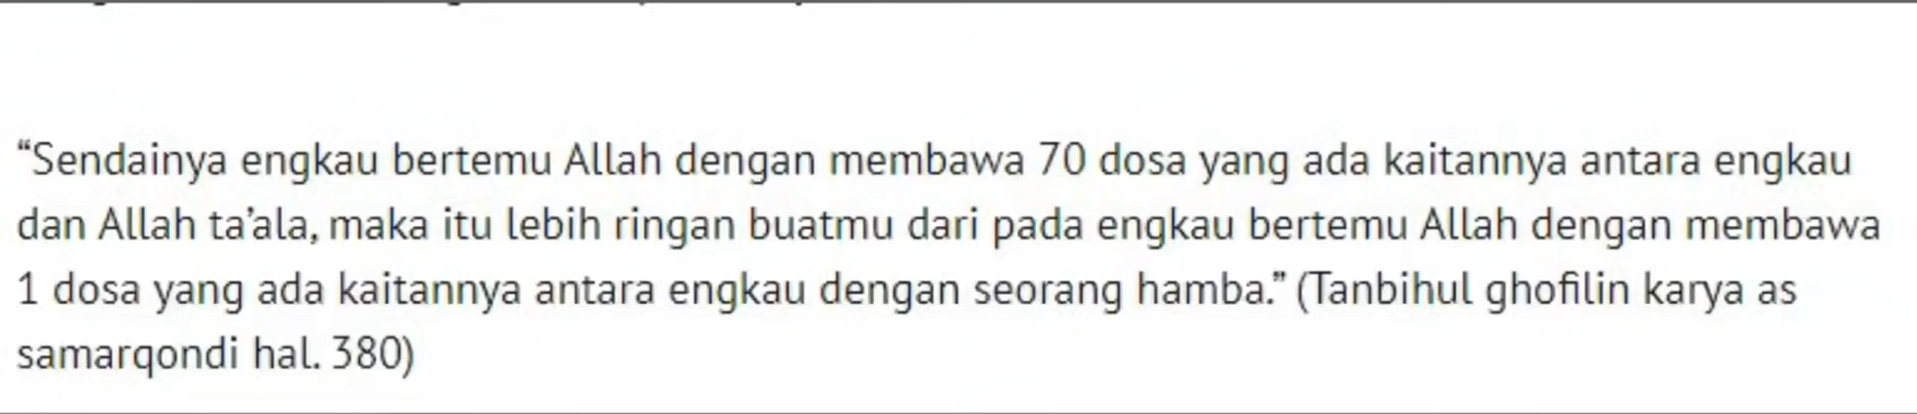 “Sendainya engkau bertemu Allah dengan membawa 70 dosa yang ada kaitannya antara engkau
dan Allah ta’ala, maka itu lebih ringan buatmu dari pada engkau bertemu Allah dengan membawa
1 dosa yang ada kaitannya antara engkau dengan seorang hamba.” (Tanbihul ghofilin karya as
samarqondi hal. 380)